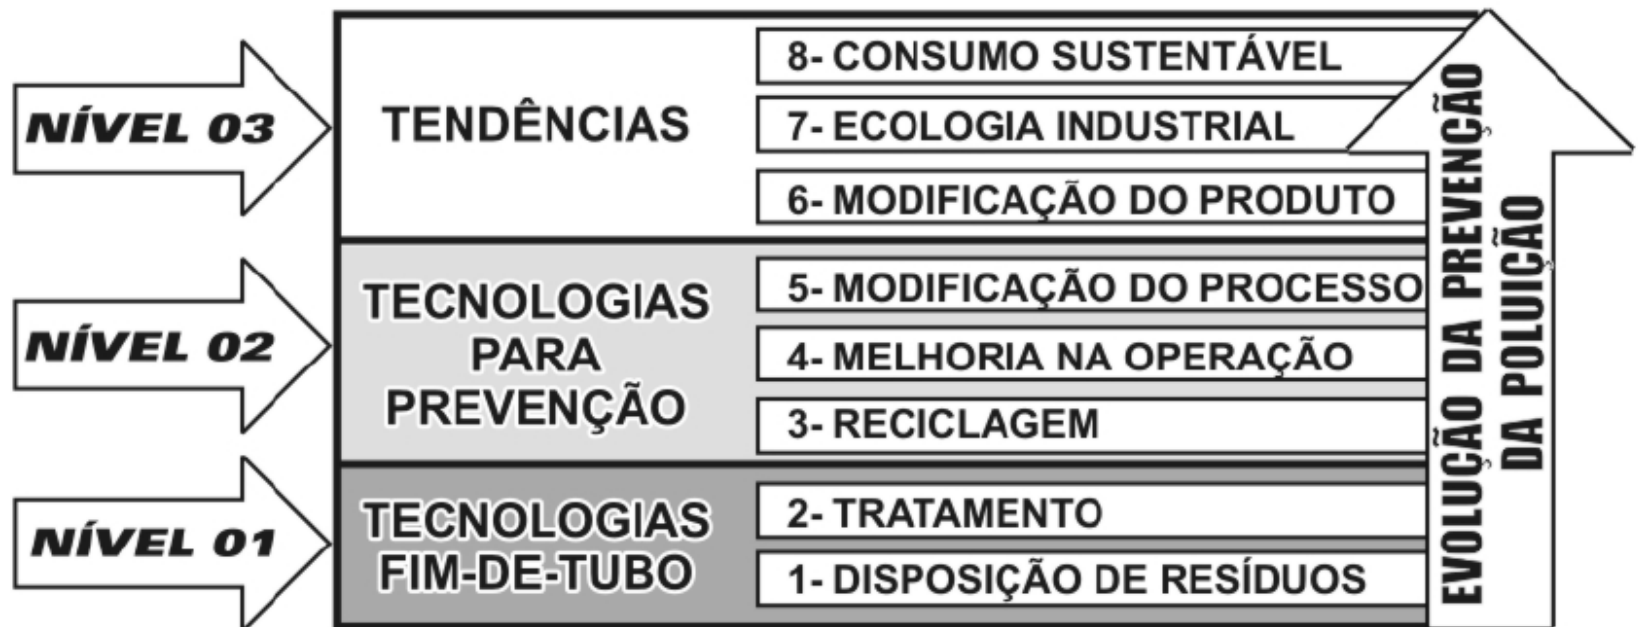 NÍVEL 03
TENDÊNCIAS
8- CONSUMO SUSTENTÁVEL
7- ECOLOGIA INDUSTRIAL
6- MODIFICAÇÃO DO PRODUTO
NÍVEL 02
TECNOLOGIAS
PARA
PREVENÇÃO
5- MODIFICAÇÃO DO PROCESSO
4- MELHORIA NA OPERAÇÃO
3- RECICLAGEM
NÍVEL 01
TECNOLOGIAS
FIM-DE-TUBO
2- TRATAMENTO
1- DISPOSIÇÃO DE RESÍDUOS
EVOLUÇÃO DA PREVENÇÃO
DA POLUIÇÃO